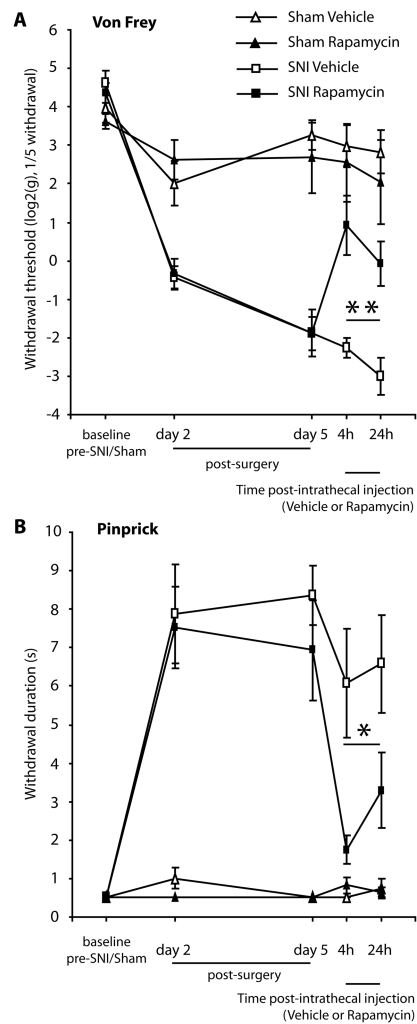 A
Von Frey
Sham Vehicle
Sham Rapamycin
SNI Vehicle
SNI Rapamycin
Withdrawal threshold (log2(g), 1/5 withdrawal)
6
5
4
3
2
1
0
-1
-2
-3
-4
* *
baseline
pre-SNI/Sham
day 2
day 5
4h
24h
post-surgery
Time post-intrathecal injection
(Vehicle or Rapamycin)
B
Pinprick
Withdrawal duration (s)
10
9
8
7
6
5
4
3
2
1
0
*
baseline
pre-SNI/Sham
day 2
day 5
4h
24h
post-surgery
Time post-intrathecal injection
(Vehicle or Rapamycin)